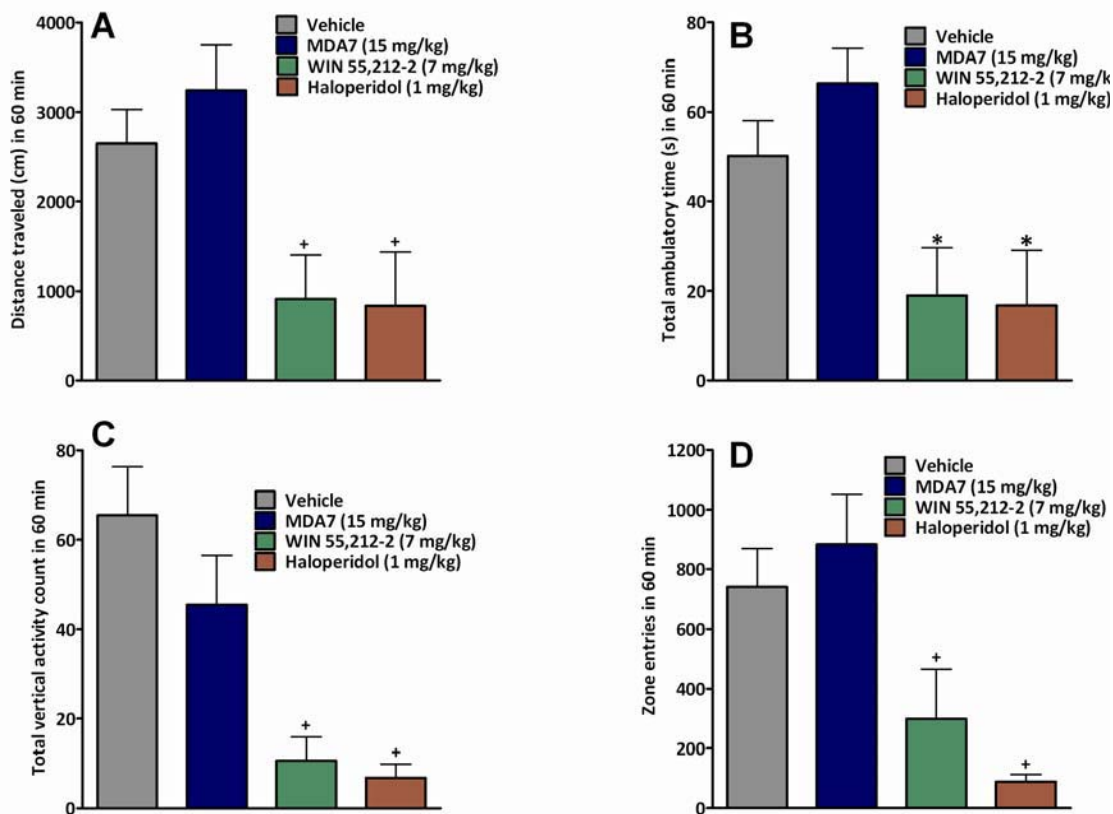 A
Distance traveled (cm) in 60 min
4000
3000
2000
1000
0
Vehicle
MDA7 (15 mg/kg)
WIN 55,212-2 (7 mg/kg)
Haloperidol (1 mg/kg)
+
+
B
Total ambulatory time (s) in 60 min
80
60
40
20
0
Vehicle
MDA7 (15 mg/kg)
WIN 55,212-2 (7 mg/k
Haloperidol (1 mg/kg)
*
*
C
Total vertical activity count in 60 min
80
60
40
20
0
Vehicle
MDA7 (15 mg/kg)
WIN 55,212-2 (7 mg/kg)
Haloperidol (1 mg/kg)
+
+
D
Zone entries in 60 min
1200
1000
800
600
400
200
0
Vehicle
MDA7 (15 mg/kg)
WIN 55,212-2 (7 mg/kg)
Haloperidol (1 mg/kg)
+
+